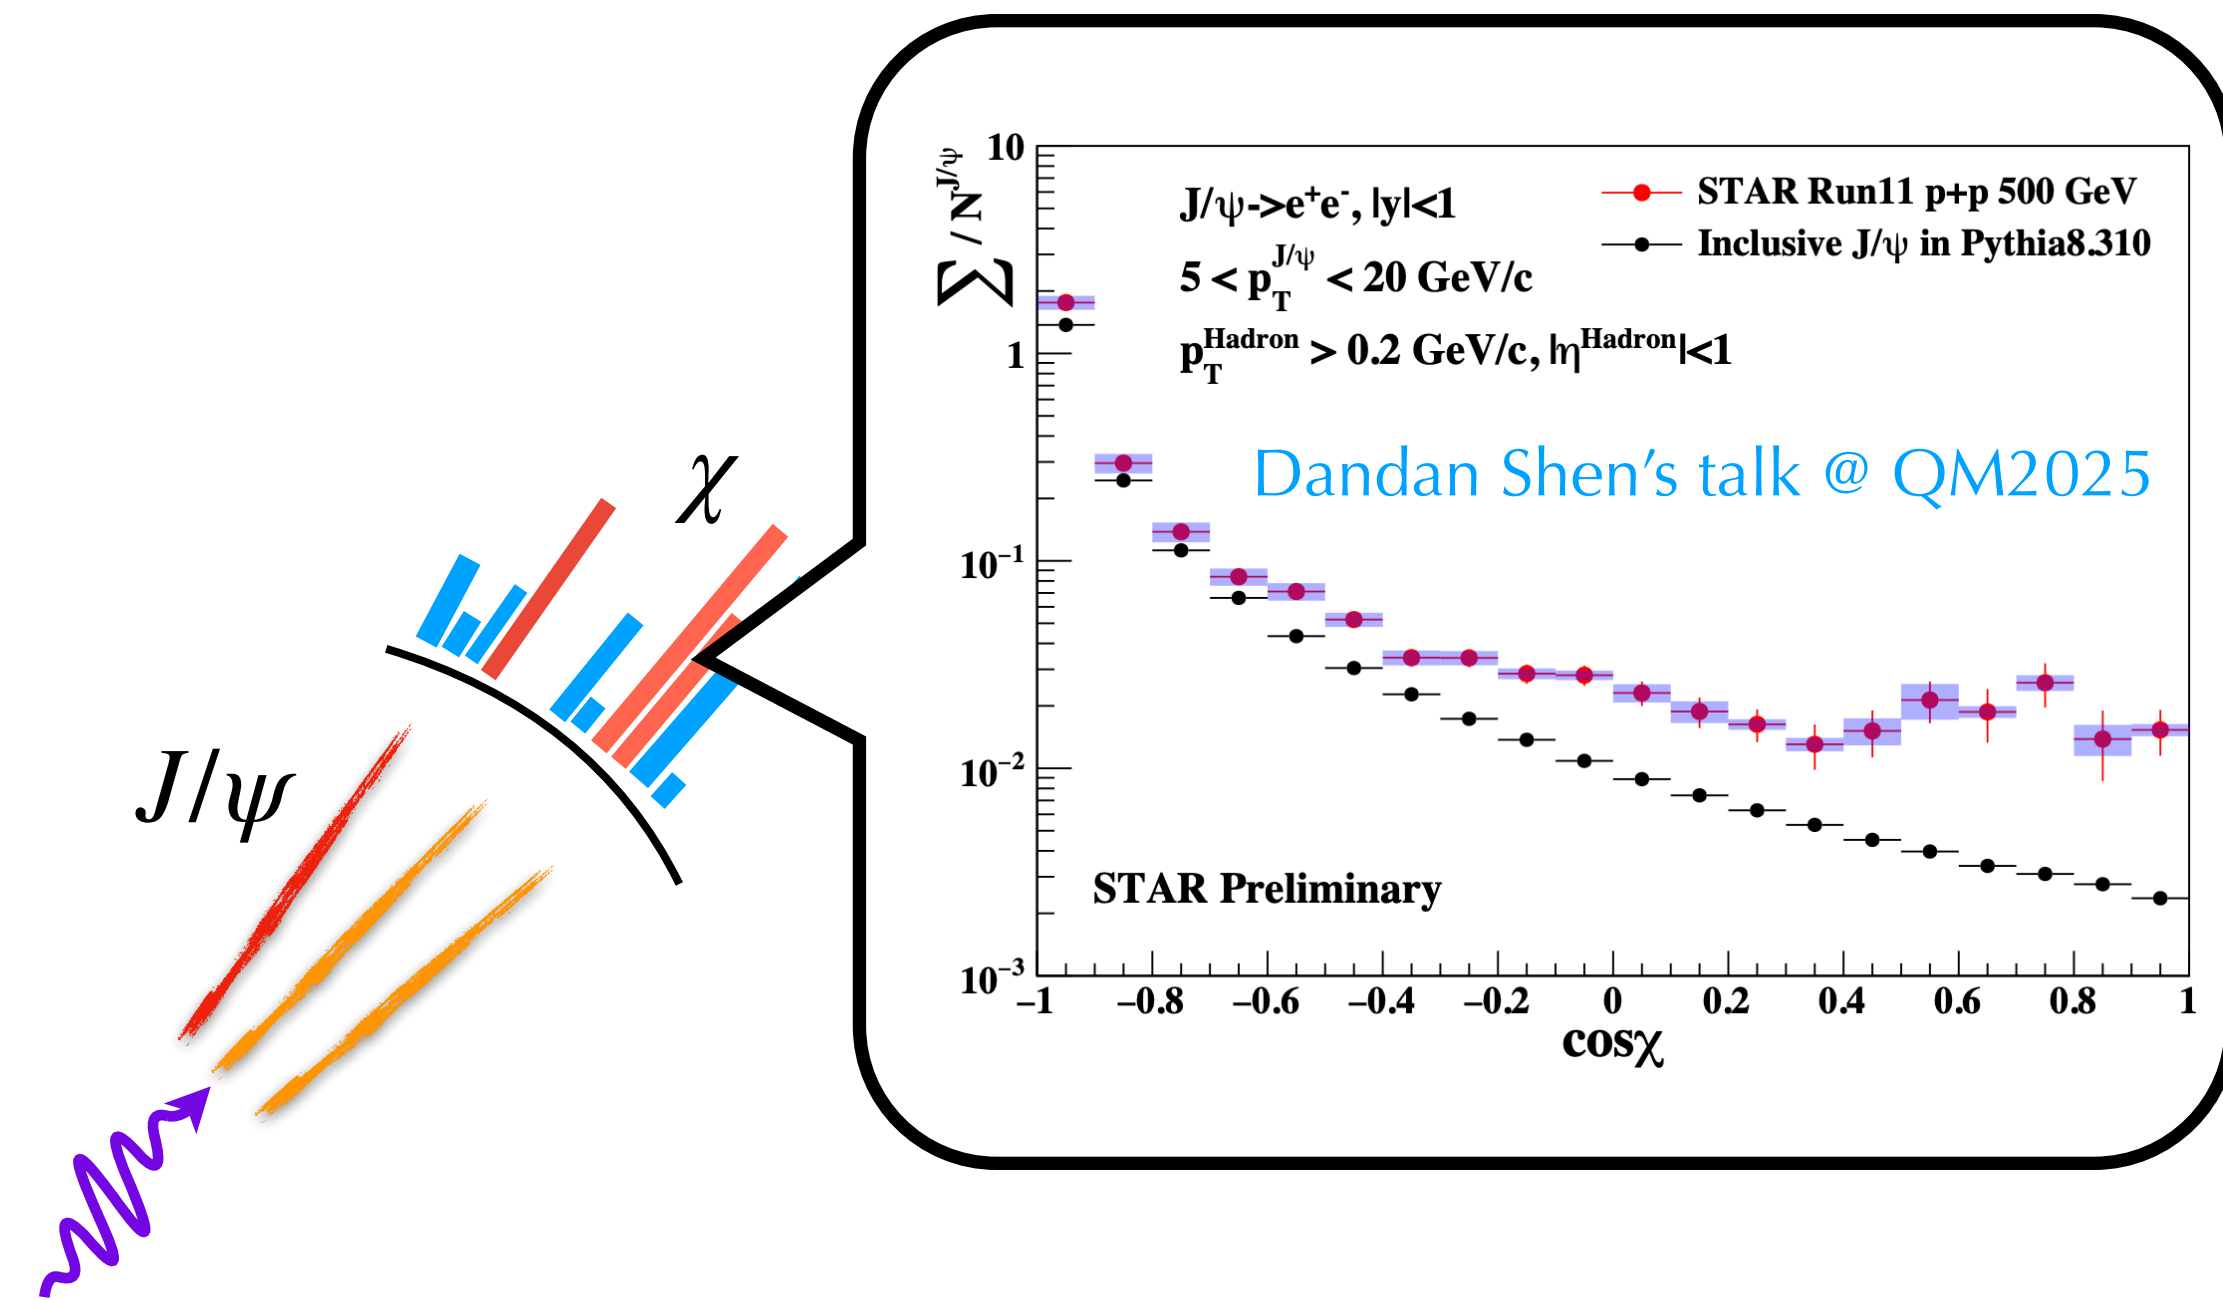 J/ψ
χ
∑ / N^J/ψ
10
1
10⁻¹
10⁻²
10⁻³
J/ψ->e⁺e⁻, |y|<1
5 < p_T^J/ψ < 20 GeV/c
p_T^Hadron > 0.2 GeV/c, |η^Hadron|<1
STAR Run11 p+p 500 GeV
Inclusive J/ψ in Pythia8.310
Dandan Shen's talk @ QM2025
STAR Preliminary
−1 −0.8 −0.6 −0.4 −0.2 0 0.2 0.4 0.6 0.8 1
cosχ